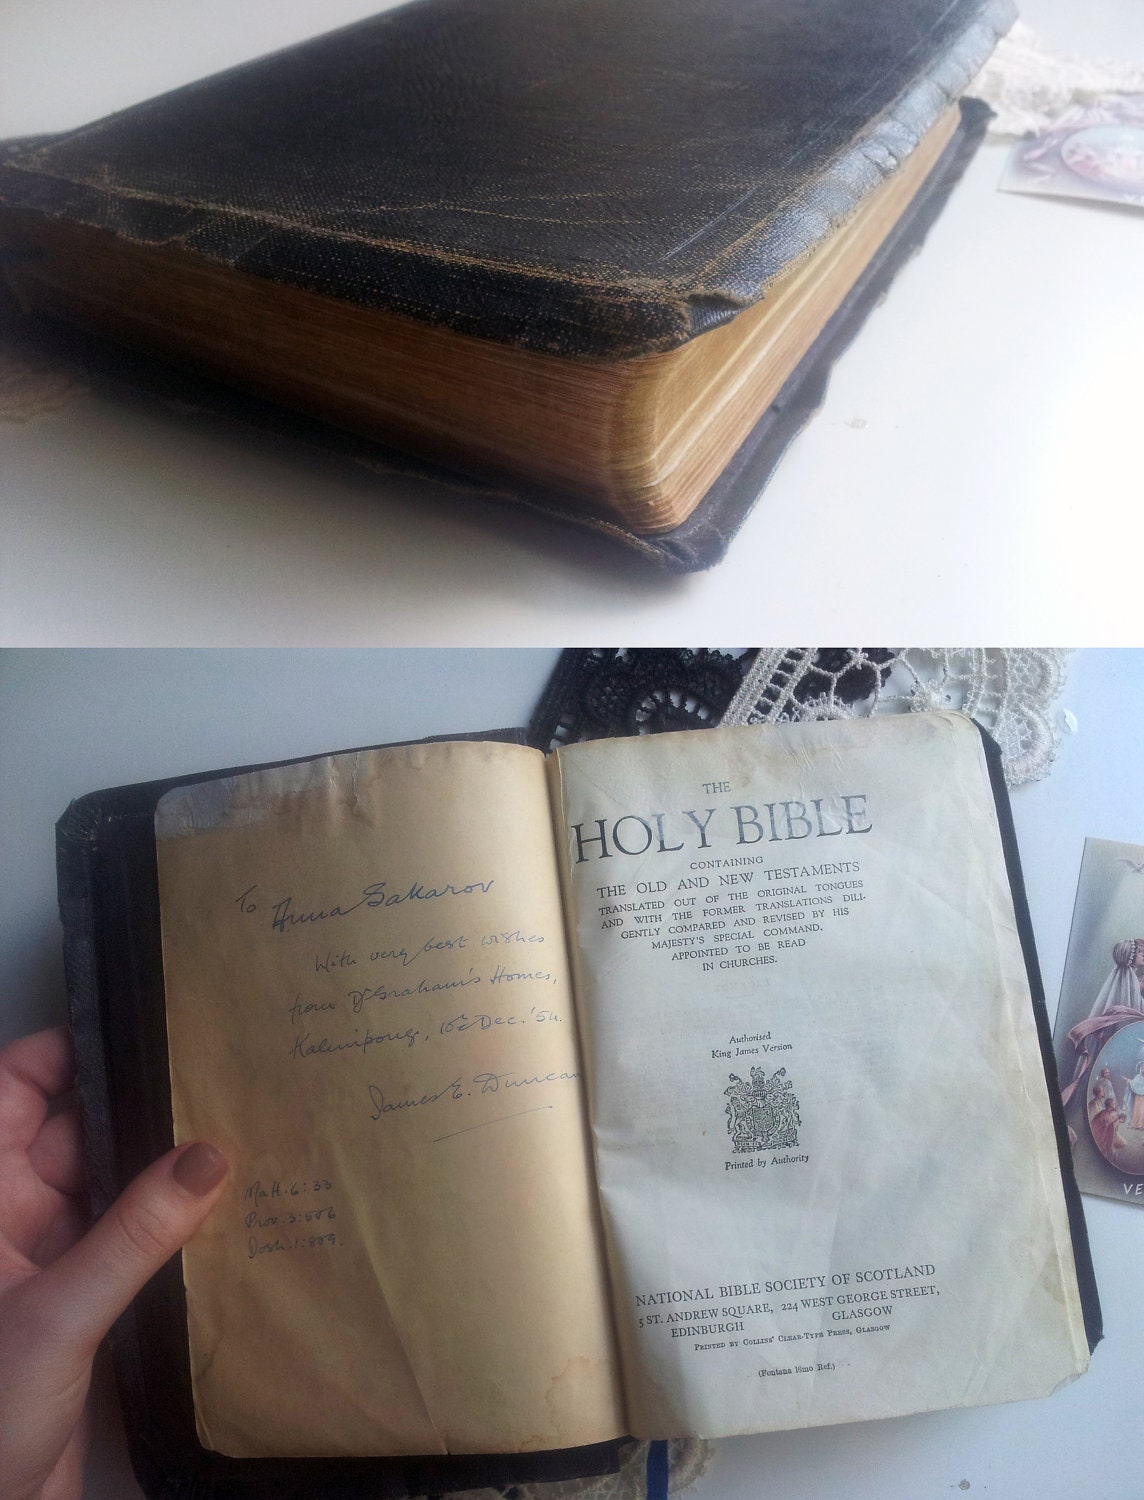 To Anna Sakarov
With very best wishes
from Dr Graham's Homes,
Kalimpong, 16th Dec. '54.
James E. Duncan
Matt. 6:33
Prov. 3:5&6
Josh. 1:8&9.
THE
HOLY BIBLE
CONTAINING
THE OLD AND NEW TESTAMENTS
TRANSLATED OUT OF THE ORIGINAL TONGUES
AND WITH THE FORMER TRANSLATIONS DILI-
GENTLY COMPARED AND REVISED BY HIS
MAJESTY'S SPECIAL COMMAND.
APPOINTED TO BE READ
IN CHURCHES.
Authorised
King James Version
Printed by Authority
NATIONAL BIBLE SOCIETY OF SCOTLAND
5 ST. ANDREW SQUARE, 224 WEST GEORGE STREET,
EDINBURGH GLASGOW
PRINTED BY COLLINS' CLEAR-TYPE PRESS, GLASGOW
(Fontana 16mo Ref.)
VE